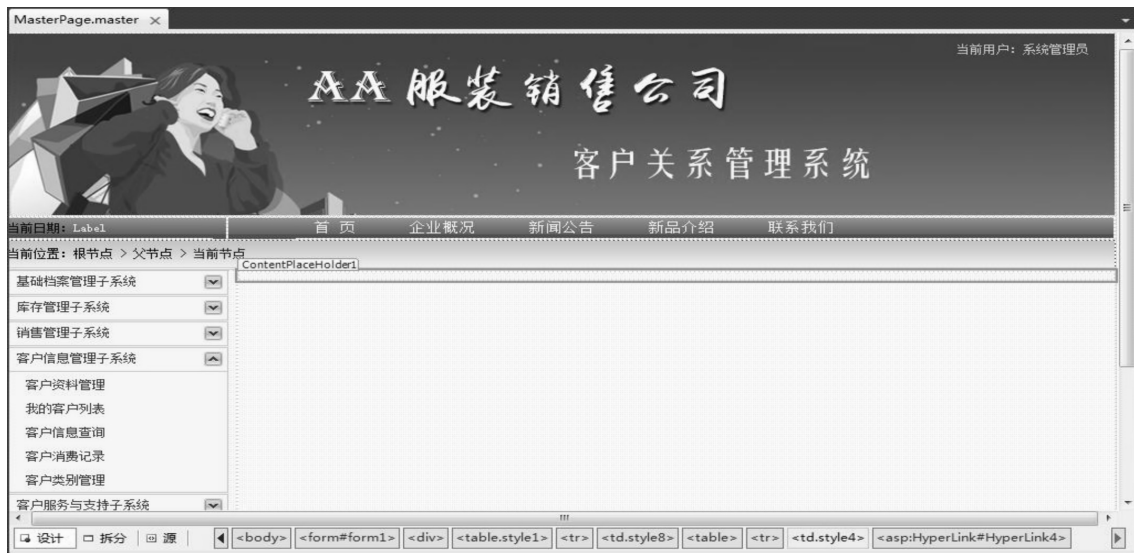 MasterPage.master
当前用户：系统管理员
AA 服装销售公司
客户关系管理系统
当前日期：Label
首 页 企业概况 新闻公告 新品介绍 联系我们
当前位置：根节点 > 父节点 > 当前节点
ContentPlaceHolder1
基础档案管理子系统
库存管理子系统
销售管理子系统
客户信息管理子系统
客户资料管理
我的客户列表
客户信息查询
客户消费记录
客户类别管理
客户服务与支持子系统
设计 拆分 源 <body> <form#form1> <div> <table.style1> <tr> <td.style8> <table> <tr> <td.style4> <asp:HyperLink#HyperLink4>